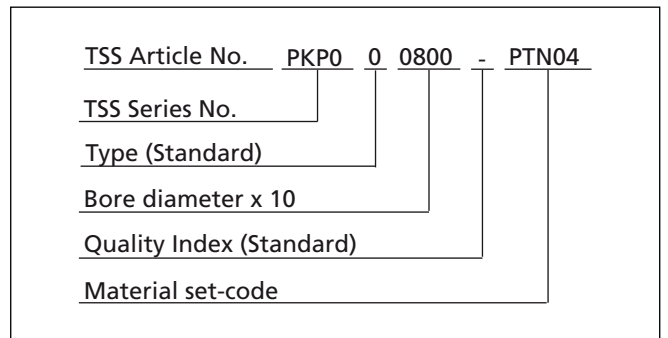 TSS Article No. PKP0 0 0800 - PTN04
TSS Series No.
Type (Standard)
Bore diameter x 10
Quality Index (Standard)
Material set-code